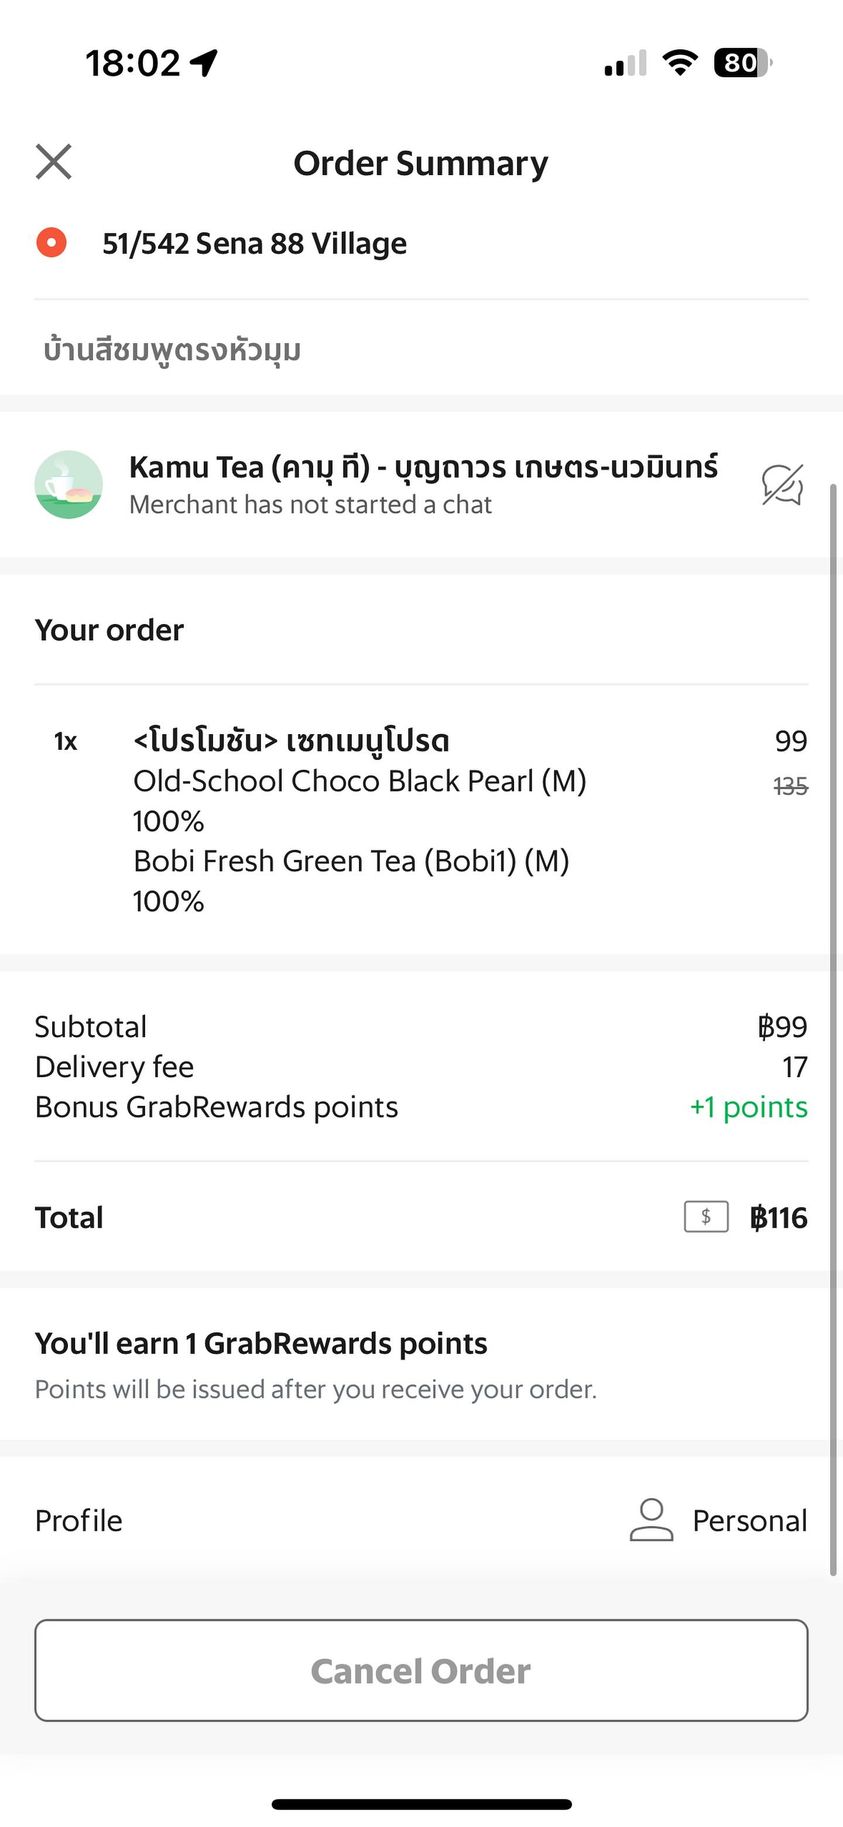 18:02
80
Order Summary
51/542 Sena 88 Village
บ้านสีชมพูตรงหัวมุม
Kamu Tea (คามุ ที) - บุญถาวร เกษตร-นวมินทร์
Merchant has not started a chat
Your order
1x <โปรโมชัน> เซทเมนูโปรด 99
Old-School Choco Black Pearl (M) 135
100%
Bobi Fresh Green Tea (Bobi1) (M)
100%
Subtotal ฿99
Delivery fee 17
Bonus GrabRewards points +1 points
Total $ ฿116
You'll earn 1 GrabRewards points
Points will be issued after you receive your order.
Profile Personal
Cancel Order